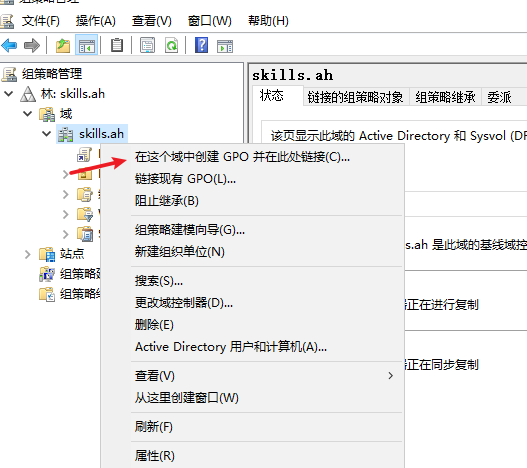 文件(F) 操作(A) 查看(V) 窗口(W) 帮助(H)
组策略管理
林: skills.ah
域
skills.ah
站点
组策略建
组策略结
skills.ah
状态 链接的组策略对象 组策略继承 委派
该页显示此域的 Active Directory 和 Sysvol (DF
s.ah 是此域的基线域控
器正在进行复制
器正在同步复制
在这个域中创建 GPO 并在此处链接(C)...
链接现有 GPO(L)...
阻止继承(B)
组策略建模向导(G)...
新建组织单位(N)
搜索(S)...
更改域控制器(D)...
删除(E)
Active Directory 用户和计算机(A)...
查看(V)
从这里创建窗口(W)
刷新(F)
属性(R)